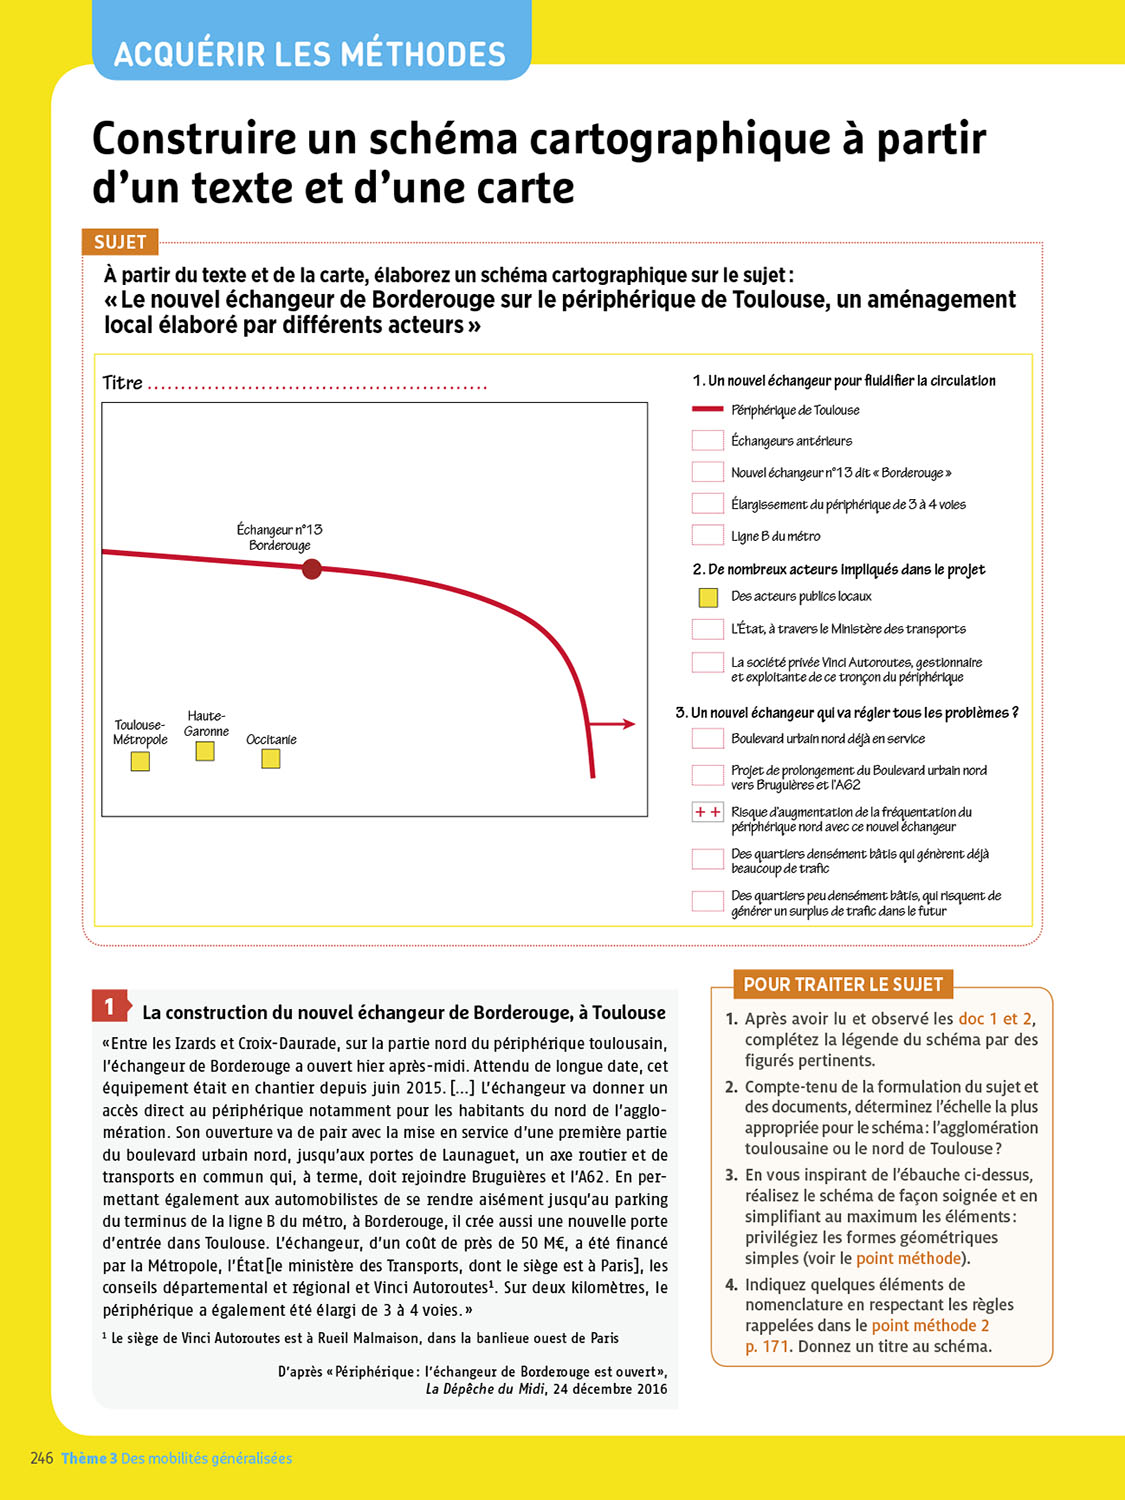 ACQUÉRIR LES MÉTHODES
Construire un schéma cartographique à partir
d'un texte et d'une carte
SUJET
À partir du texte et de la carte, élaborez un schéma cartographique sur le sujet :
« Le nouvel échangeur de Borderouge sur le périphérique de Toulouse, un aménagement
local élaboré par différents acteurs »
Titre ....................................................
Échangeur n°13
Borderouge
Toulouse-
Métropole
Haute-
Garonne
Occitanie
1. Un nouvel échangeur pour fluidifier la circulation
Périphérique de Toulouse
Échangeurs antérieurs
Nouvel échangeur n°13 dit « Borderouge »
Élargissement du périphérique de 3 à 4 voies
Ligne B du métro
2. De nombreux acteurs impliqués dans le projet
Des acteurs publics locaux
L'État, à travers le Ministère des transports
La société privée Vinci Autoroutes, gestionnaire
et exploitante de ce tronçon du périphérique
3. Un nouvel échangeur qui va régler tous les problèmes ?
Boulevard urbain nord déjà en service
Projet de prolongement du Boulevard urbain nord
vers Bruguières et l'A62
++ Risque d'augmentation de la fréquentation du
périphérique nord avec ce nouvel échangeur
Des quartiers densément bâtis qui génèrent déjà
beaucoup de trafic
Des quartiers peu densément bâtis, qui risquent de
générer un surplus de trafic dans le futur
1 La construction du nouvel échangeur de Borderouge, à Toulouse
« Entre les Izards et Croix-Daurade, sur la partie nord du périphérique toulousain,
l'échangeur de Borderouge a ouvert hier après-midi. Attendu de longue date, cet
équipement était en chantier depuis juin 2015. [...] L'échangeur va donner un
accès direct au périphérique notamment pour les habitants du nord de l'agglo-
mération. Son ouverture va de pair avec la mise en service d'une première partie
du boulevard urbain nord, jusqu'aux portes de Launaguet, un axe routier et de
transports en commun qui, à terme, doit rejoindre Bruguières et l'A62. En per-
mettant également aux automobilistes de se rendre aisément jusqu'au parking
du terminus de la ligne B du métro, à Borderouge, il crée aussi une nouvelle porte
d'entrée dans Toulouse. L'échangeur, d'un coût de près de 50 M€, a été financé
par la Métropole, l'État [le ministère des Transports, dont le siège est à Paris], les
conseils départemental et régional et Vinci Autoroutes¹. Sur deux kilomètres, le
périphérique a également été élargi de 3 à 4 voies. »
¹ Le siège de Vinci Autoroutes est à Rueil Malmaison, dans la banlieue ouest de Paris
D'après « Périphérique : l'échangeur de Borderouge est ouvert »,
La Dépêche du Midi, 24 décembre 2016
POUR TRAITER LE SUJET
1. Après avoir lu et observé les doc 1 et 2,
complétez la légende du schéma par des
figurés pertinents.
2. Compte-tenu de la formulation du sujet et
des documents, déterminez l'échelle la plus
appropriée pour le schéma : l'agglomération
toulousaine ou le nord de Toulouse ?
3. En vous inspirant de l'ébauche ci-dessus,
réalisez le schéma de façon soignée et en
simplifiant au maximum les éléments :
privilégiez les formes géométriques
simples (voir le point méthode).
4. Indiquez quelques éléments de
nomenclature en respectant les règles
rappelées dans le point méthode 2
p. 171. Donnez un titre au schéma.
246 Thème 3 Des mobilités généralisées